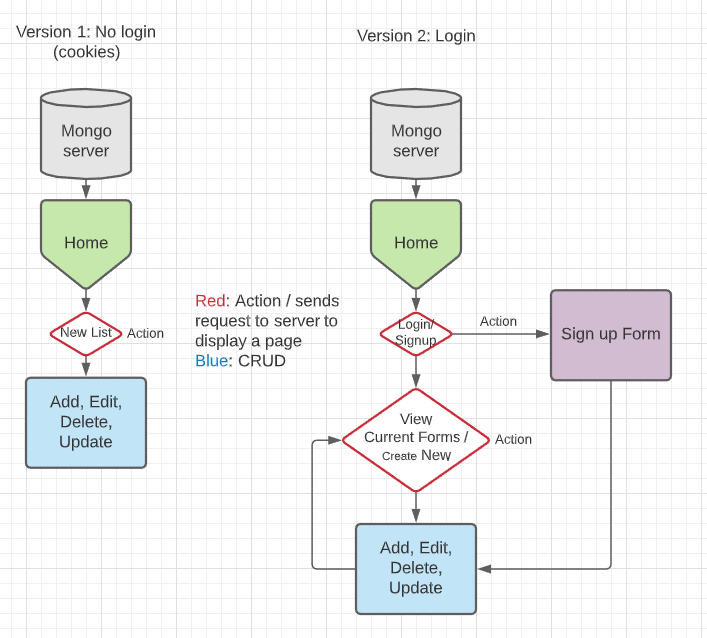 Version 1: No login
(cookies)
Mongo
server
Home
New List
Action
Add, Edit,
Delete,
Update
Red: Action / sends
request to server to
display a page
Blue: CRUD
Version 2: Login
Mongo
server
Home
Login/
Signup
Action
Sign up Form
View
Current Forms /
Create New
Action
Add, Edit,
Delete,
Update